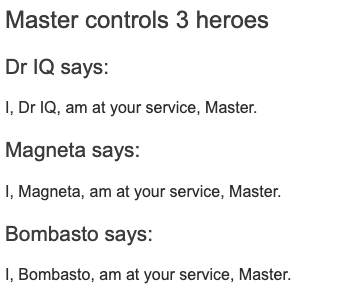 Master controls 3 heroes
Dr IQ says:
I, Dr IQ, am at your service, Master.
Magneta says:
I, Magneta, am at your service, Master.
Bombasto says:
I, Bombasto, am at your service, Master.